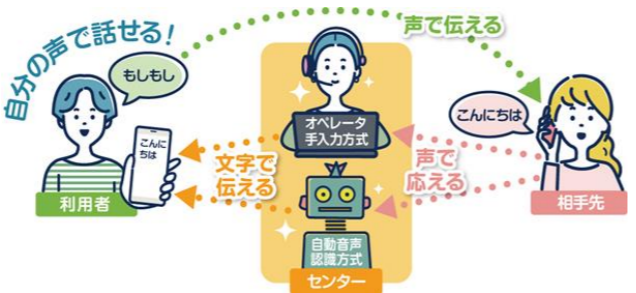 自分の声で話せる!
声で伝える
もしもし
こんにちは
こんに
ちは
オペレータ
手入力方式
文字で
伝える
声で
応える
利用者
相手先
自動音声
認識方式
センター